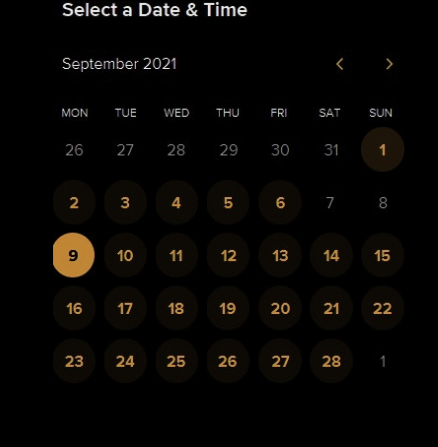 Select a Date & Time
September 2021
MON TUE WED THU FRI SAT SUN
26 27 28 29 30 31 1
2 3 4 5 6 7 8
9 10 11 12 13 14 15
16 17 18 19 20 21 22
23 24 25 26 27 28 1